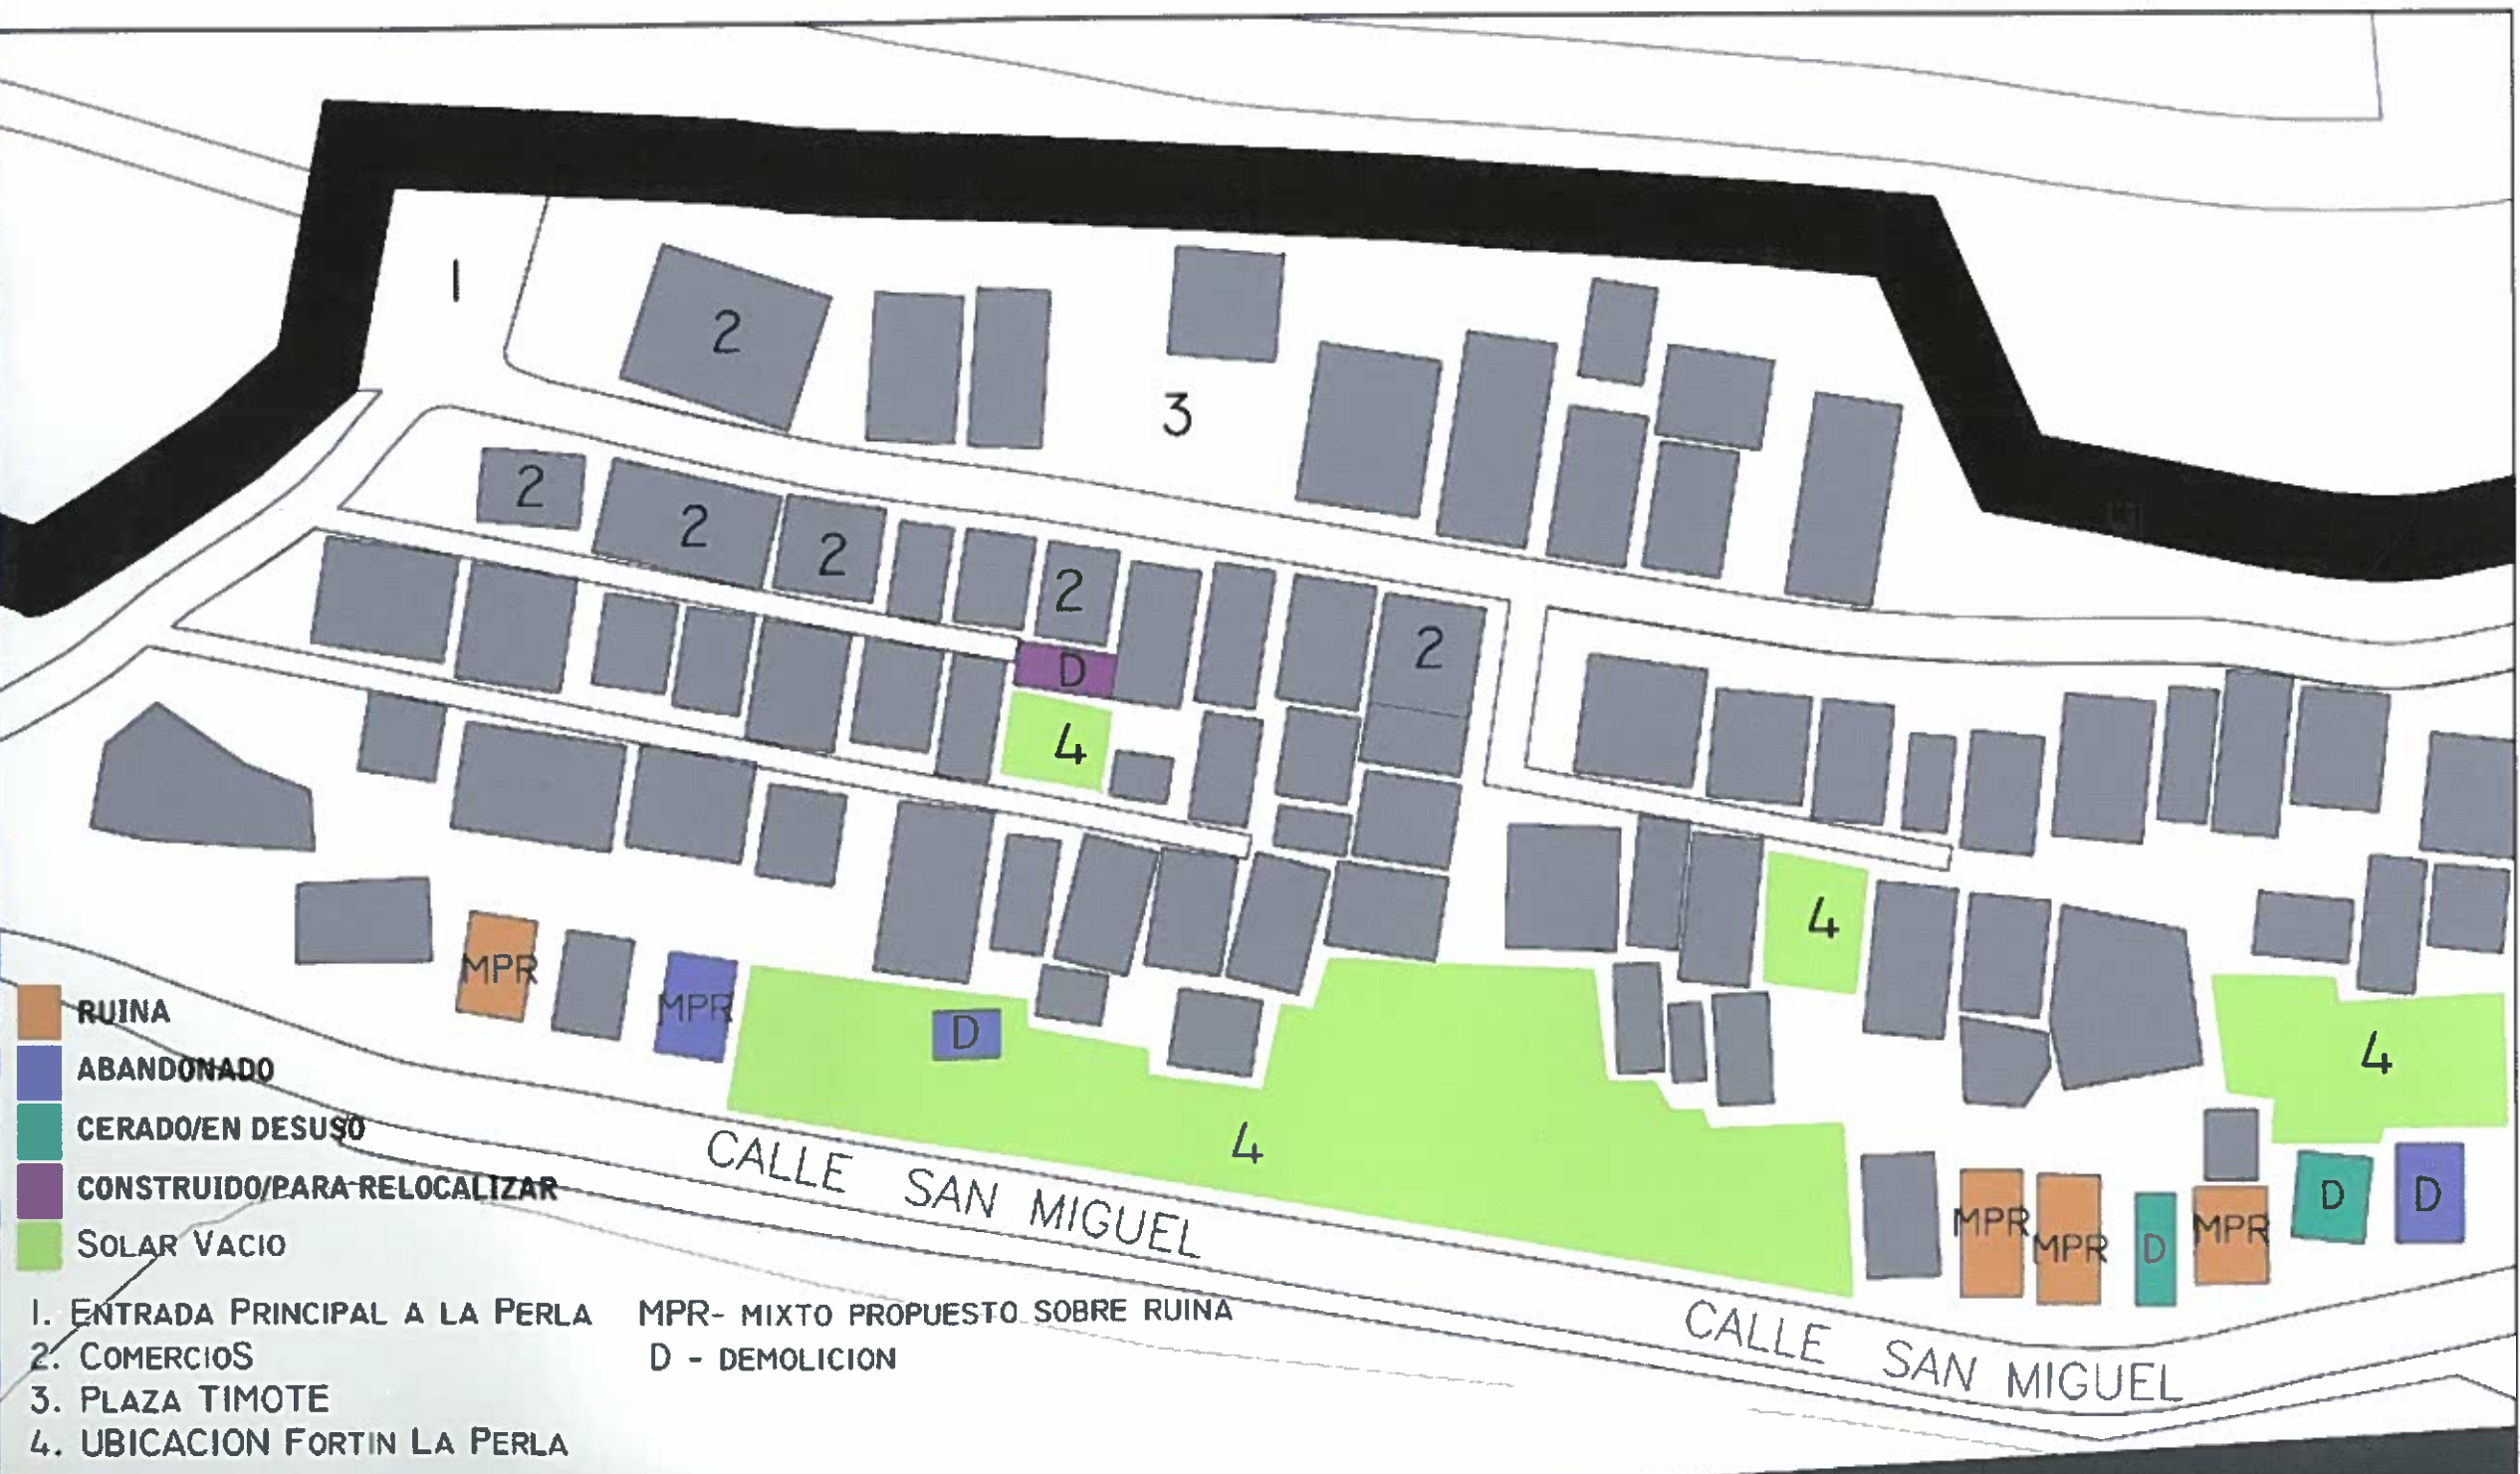 1
2
3
2
2
2
2
2
D
4
4
MPR
MPR
D
4
4
MPR
MPR
D
MPR
D
D
CALLE SAN MIGUEL
CALLE SAN MIGUEL
RUINA
ABANDONADO
CERADO/EN DESUSO
CONSTRUIDO/PARA RELOCALIZAR
SOLAR VACIO
1. ENTRADA PRINCIPAL A LA PERLA
2. COMERCIOS
3. PLAZA TIMOTE
4. UBICACION FORTIN LA PERLA
MPR- MIXTO PROPUESTO SOBRE RUINA
D - DEMOLICION